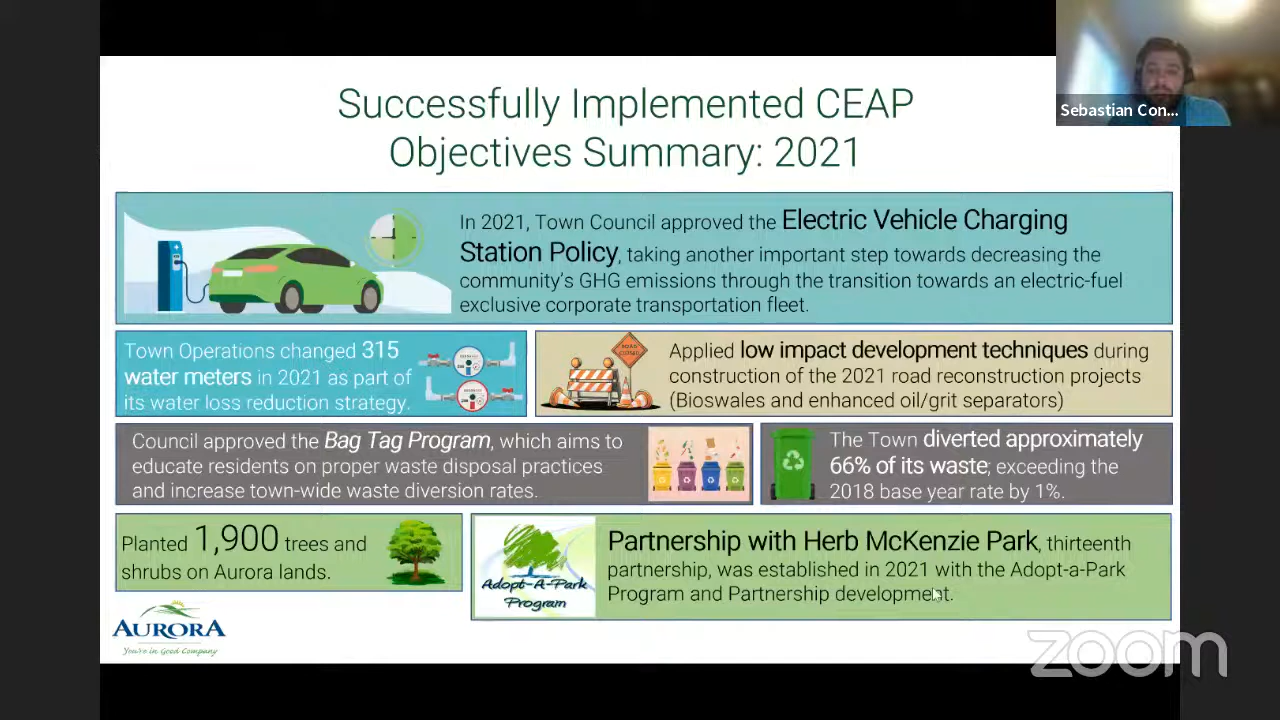 Successfully Implemented CEAP
Objectives Summary: 2021
Sebastian Con...
In 2021, Town Council approved the Electric Vehicle Charging
Station Policy, taking another important step towards decreasing the
community's GHG emissions through the transition towards an electric-fuel
exclusive corporate transportation fleet.
Town Operations changed 315
water meters in 2021 as part of
its water loss reduction strategy.
Applied low impact development techniques during
construction of the 2021 road reconstruction projects
(Bioswales and enhanced oil/grit separators)
Council approved the Bag Tag Program, which aims to
educate residents on proper waste disposal practices
and increase town-wide waste diversion rates.
The Town diverted approximately
66% of its waste; exceeding the
2018 base year rate by 1%.
Planted 1,900 trees and
shrubs on Aurora lands.
Adopt-A-Park
Program
Partnership with Herb McKenzie Park, thirteenth
partnership, was established in 2021 with the Adopt-a-Park
Program and Partnership development.
AURORA
You're in Good Company
zoom